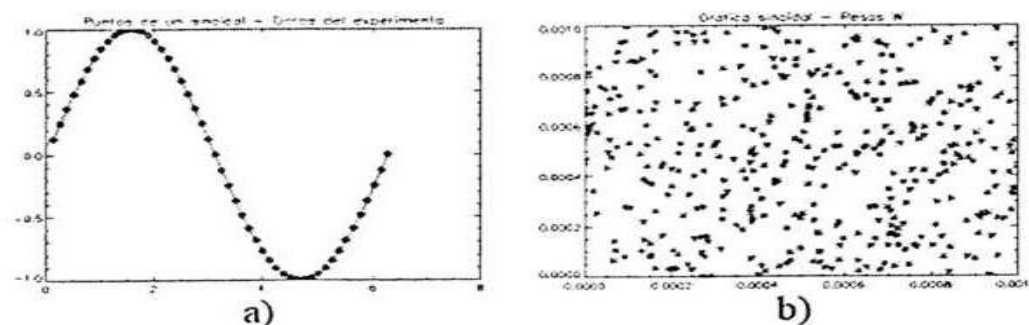 Puntos de un sinoidal – Datos del experimento
1.0
0.5
0.0
-0.5
-1.0
0 2 4 6 8
a)
Grafica sinoidal – Pesos W
0.0010
0.0008
0.0006
0.0004
0.0002
0.0000
0.0000 0.0002 0.0004 0.0006 0.0008 0.001
b)